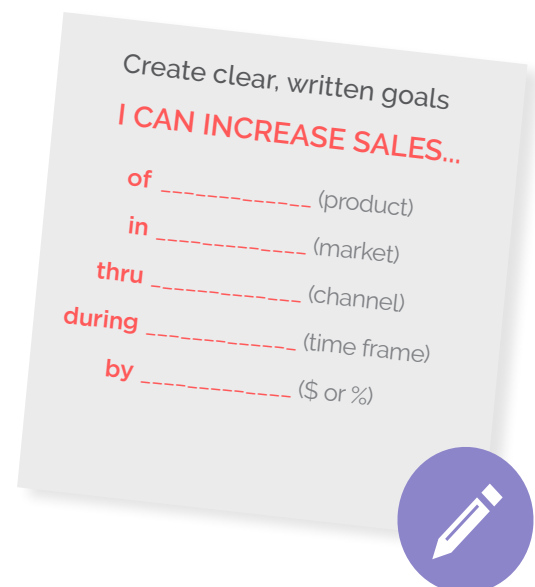 Create clear, written goals
I CAN INCREASE SALES...
of ____________ (product)
in ____________ (market)
thru ____________ (channel)
during ____________ (time frame)
by ____________ ($ or %)